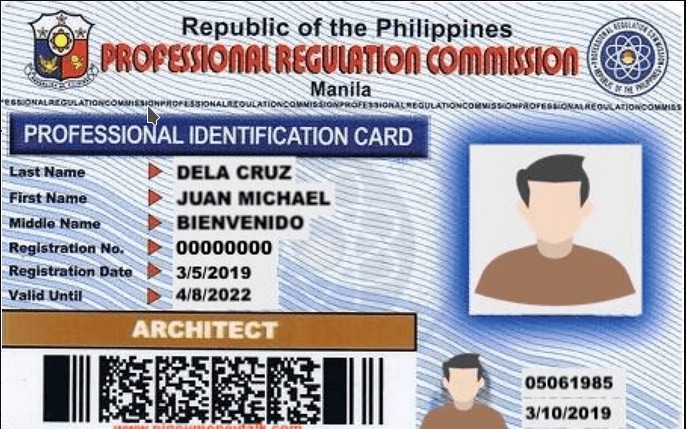 Republic of the Philippines
PROFESSIONAL REGULATION COMMISSION
Manila
ESSIONALREGULATIONCOMMISSIONPROFESSIONALREGULATIONCOMMISSIONPROFESSIONALREGULATIONCOMMISSIONPROFESSIONALREGULATIONCOMMISS
PROFESSIONAL IDENTIFICATION CARD
Last Name DELA CRUZ
First Name JUAN MICHAEL
Middle Name BIENVENIDO
Registration No. 00000000
Registration Date 3/5/2019
Valid Until 4/8/2022
ARCHITECT
05061985
3/10/2019
www.pinoymoneytalk.com